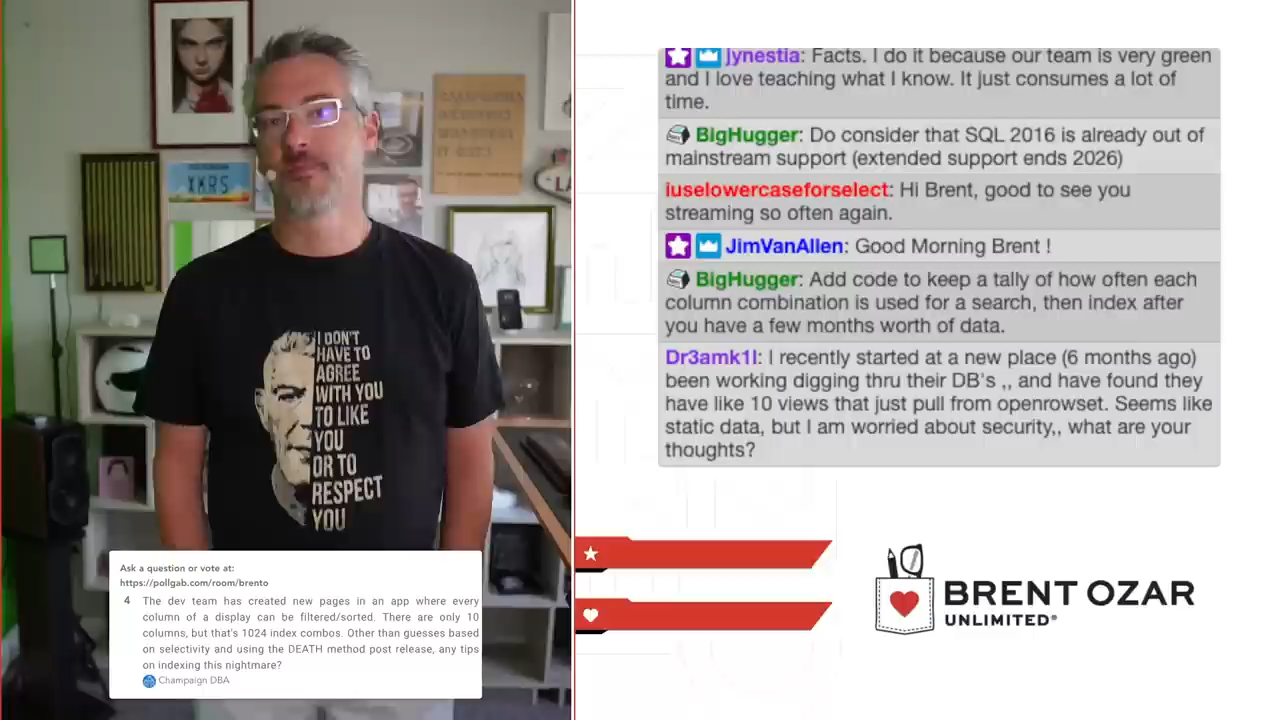 XKRS
I DON'T
HAVE TO
AGREE
WITH YOU
TO LIKE
YOU
OR TO
RESPECT
YOU
Ask a question or vote at:
https://pollgab.com/room/brento
4 The dev team has created new pages in an app where every
column of a display can be filtered/sorted. There are only 10
columns, but that's 1024 index combos. Other than guesses based
on selectivity and using the DEATH method post release, any tips
on indexing this nightmare?
Champaign DBA
jynestia: Facts. I do it because our team is very green
and I love teaching what I know. It just consumes a lot of
time.
BigHugger: Do consider that SQL 2016 is already out of
mainstream support (extended support ends 2026)
iuselowercaseforselect: Hi Brent, good to see you
streaming so often again.
JimVanAllen: Good Morning Brent !
BigHugger: Add code to keep a tally of how often each
column combination is used for a search, then index after
you have a few months worth of data.
Dr3amk1l: I recently started at a new place (6 months ago)
been working digging thru their DB's ,, and have found they
have like 10 views that just pull from openrowset. Seems like
static data, but I am worried about security,, what are your
thoughts?
BRENT OZAR
UNLIMITED®